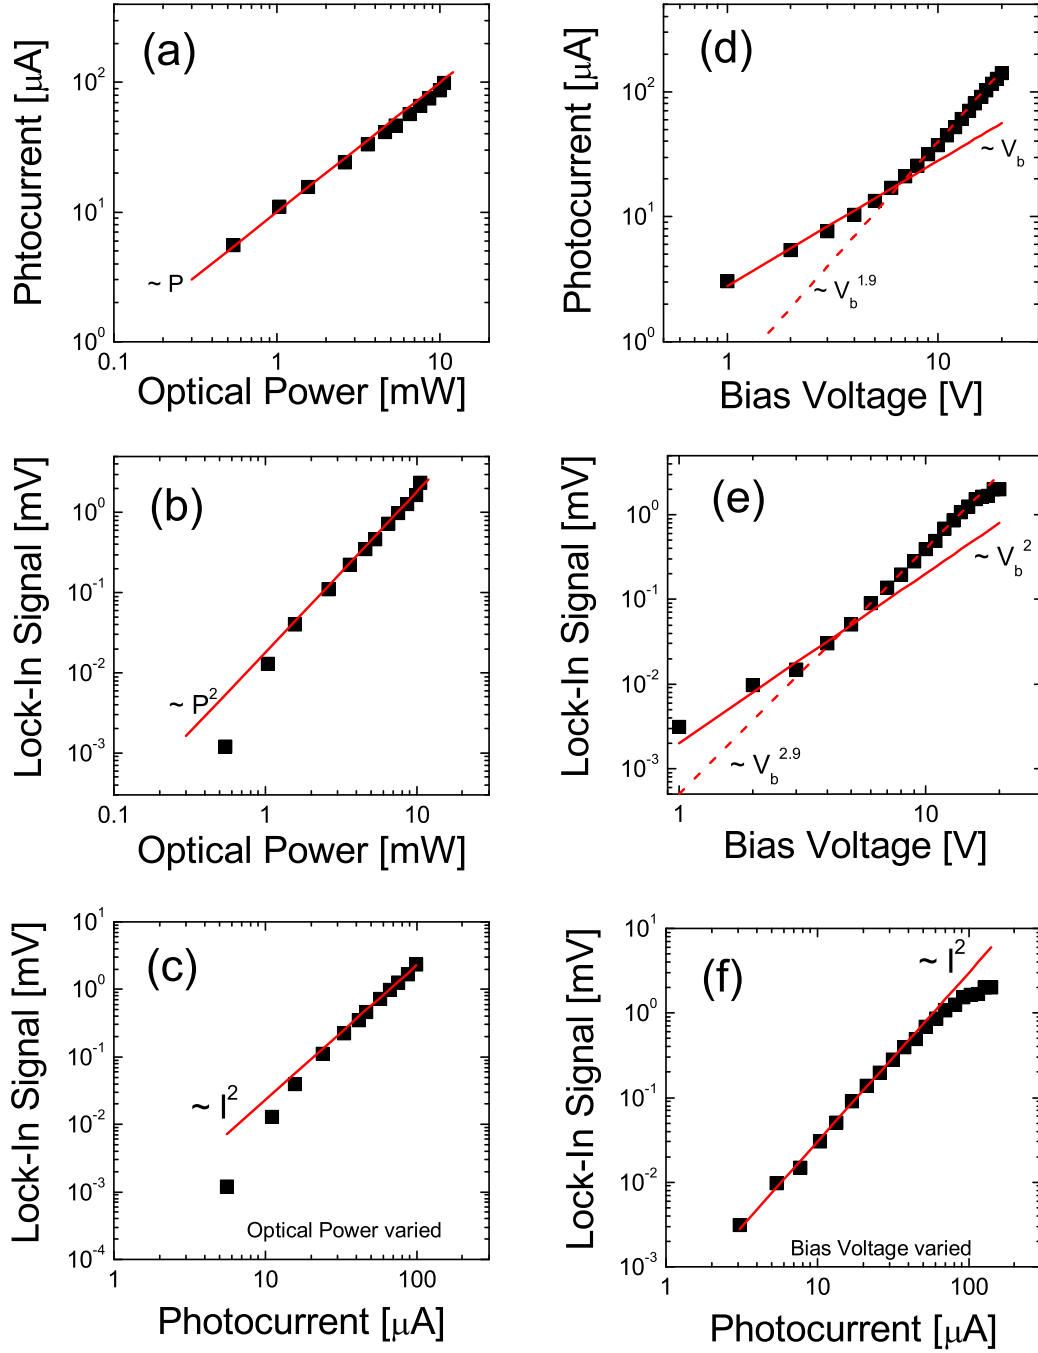 (a)
Phtocurrent [μA]
10^2
10^1
10^0
~ P
0.1 1 10
Optical Power [mW]
(d)
Photocurrent [μA]
10^2
10^1
10^0
~ V_b
~ V_b^1.9
1 10
Bias Voltage [V]
(b)
Lock-In Signal [mV]
10^0
10^-1
10^-2
10^-3
~ P^2
0.1 1 10
Optical Power [mW]
(e)
Lock-In Signal [mV]
10^0
10^-1
10^-2
10^-3
~ V_b^2
~ V_b^2.9
1 10
Bias Voltage [V]
(c)
Lock-In Signal [mV]
10^1
10^0
10^-1
10^-2
10^-3
10^-4
~ I^2
Optical Power varied
1 10 100
Photocurrent [μA]
(f)
Lock-In Signal [mV]
10^1
10^0
10^-1
10^-2
10^-3
~ I^2
Bias Voltage varied
1 10 100
Photocurrent [μA]